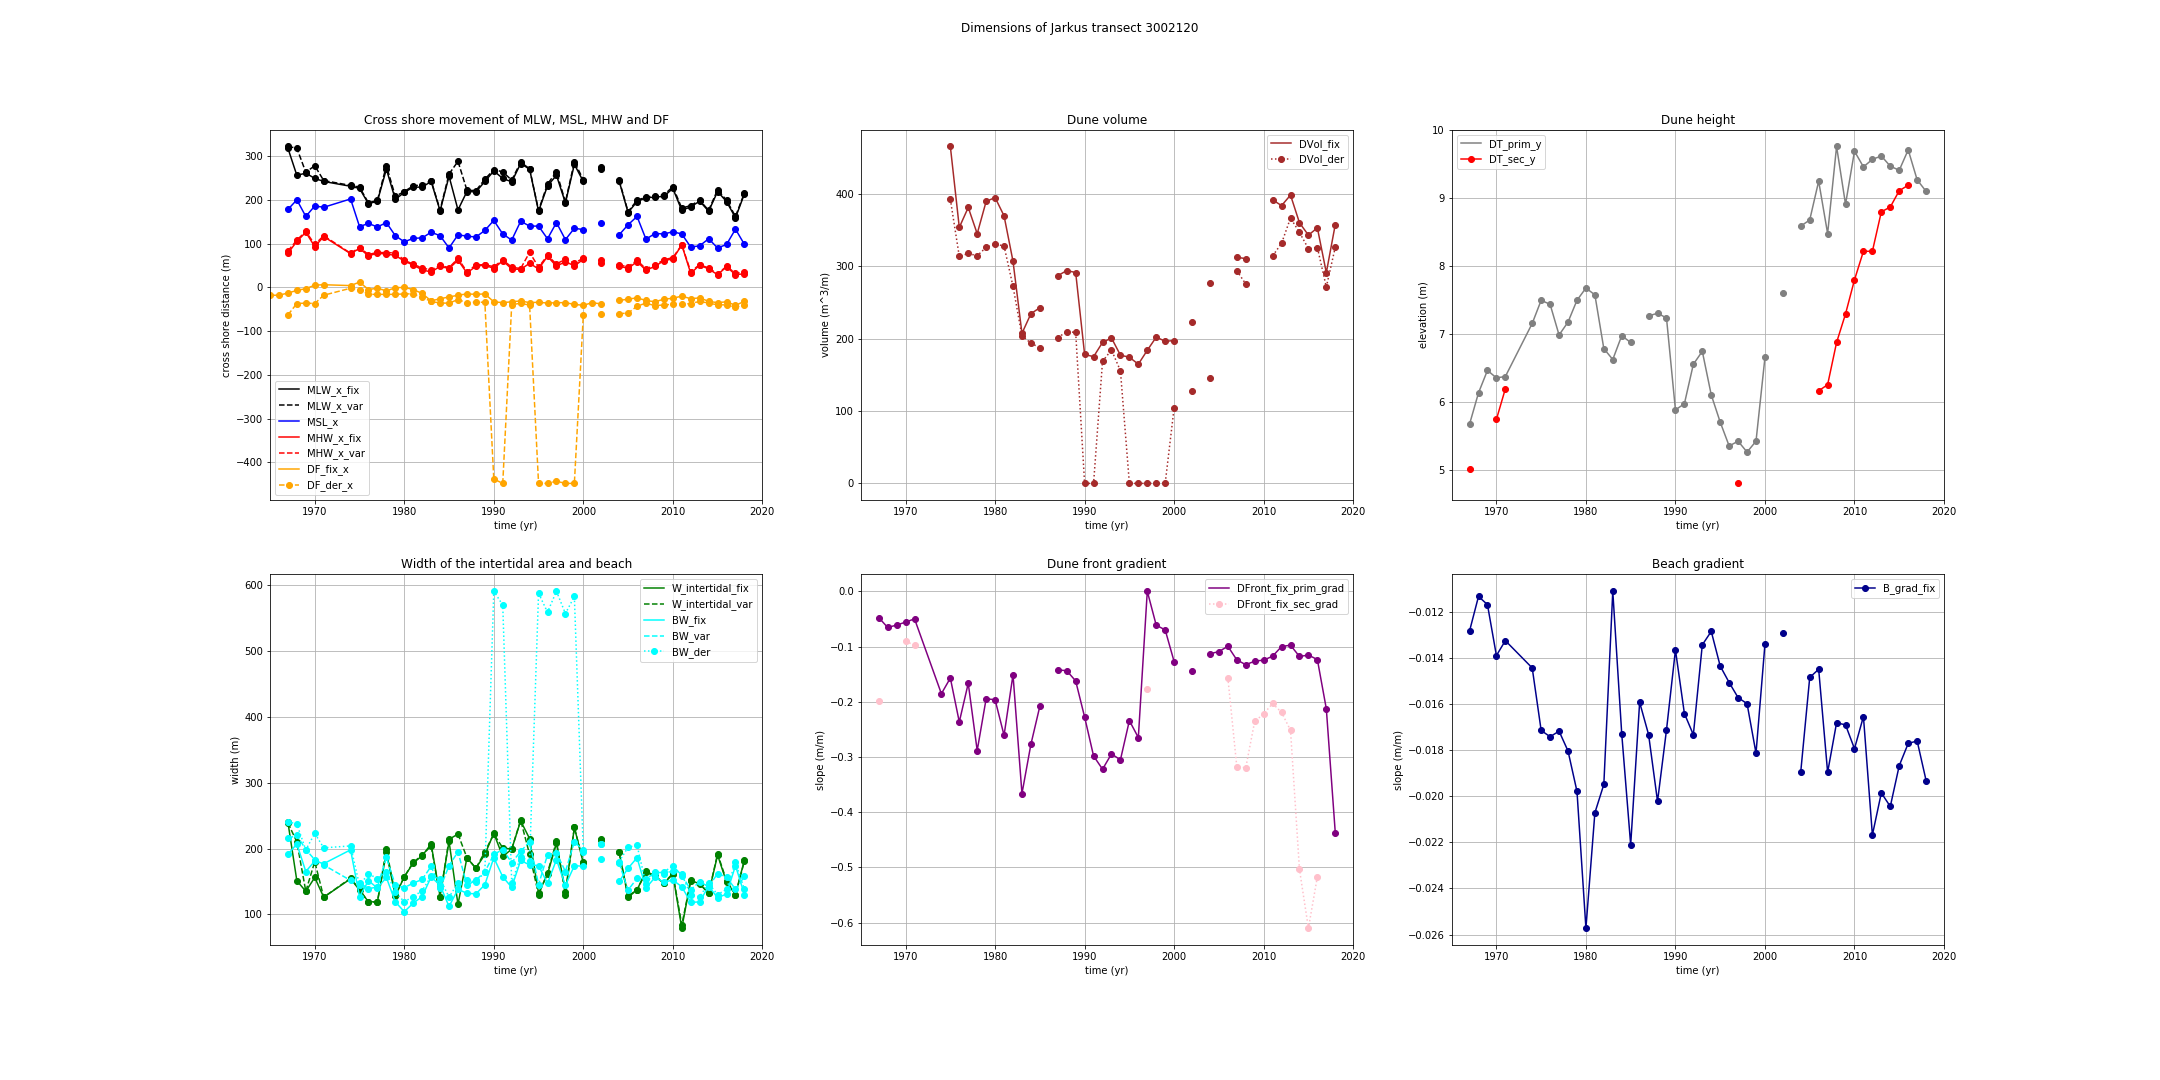 Dimensions of Jarkus transect 3002120
Cross shore movement of MLW, MSL, MHW and DF
cross shore distance (m)
300
200
100
0
−100
−200
−300
−400
MLW_x_fix
MLW_x_var
MSL_x
MHW_x_fix
MHW_x_var
DF_fix_x
DF_der_x
1970 1980 1990 2000 2010 2020
time (yr)
Dune volume
volume (m^3/m)
400
300
200
100
0
DVol_fix
DVol_der
1970 1980 1990 2000 2010 2020
time (yr)
Dune height
elevation (m)
10
9
8
7
6
5
DT_prim_y
DT_sec_y
1970 1980 1990 2000 2010 2020
time (yr)
Width of the intertidal area and beach
width (m)
600
500
400
300
200
100
W_intertidal_fix
W_intertidal_var
BW_fix
BW_var
BW_der
1970 1980 1990 2000 2010 2020
time (yr)
Dune front gradient
slope (m/m)
0.0
−0.1
−0.2
−0.3
−0.4
−0.5
−0.6
DFront_fix_prim_grad
DFront_fix_sec_grad
1970 1980 1990 2000 2010 2020
time (yr)
Beach gradient
slope (m/m)
−0.012
−0.014
−0.016
−0.018
−0.020
−0.022
−0.024
−0.026
B_grad_fix
1970 1980 1990 2000 2010 2020
time (yr)